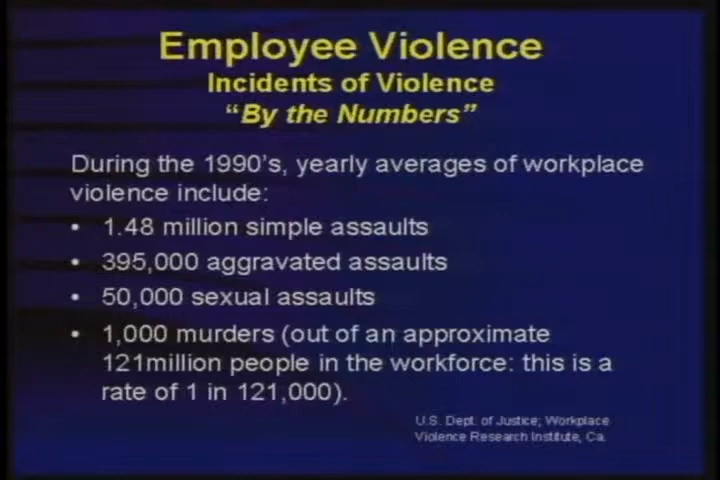 Employee Violence
Incidents of Violence
“By the Numbers”
During the 1990’s, yearly averages of workplace
violence include:
• 1.48 million simple assaults
• 395,000 aggravated assaults
• 50,000 sexual assaults
• 1,000 murders (out of an approximate
121million people in the workforce: this is a
rate of 1 in 121,000).
U.S. Dept. of Justice; Workplace
Violence Research Institute, Ca.